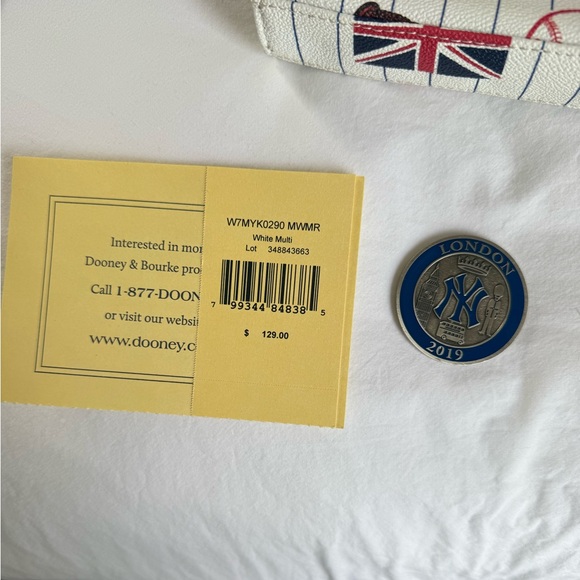 Interested in mor
Dooney & Bourke pro
Call 1-877-DOON
or visit our websi
www.dooney.c
W7MYK0290 MWMR
White Multi
Lot 348843663
7 99344 84838 5
$ 129.00
LONDON
NY
2019